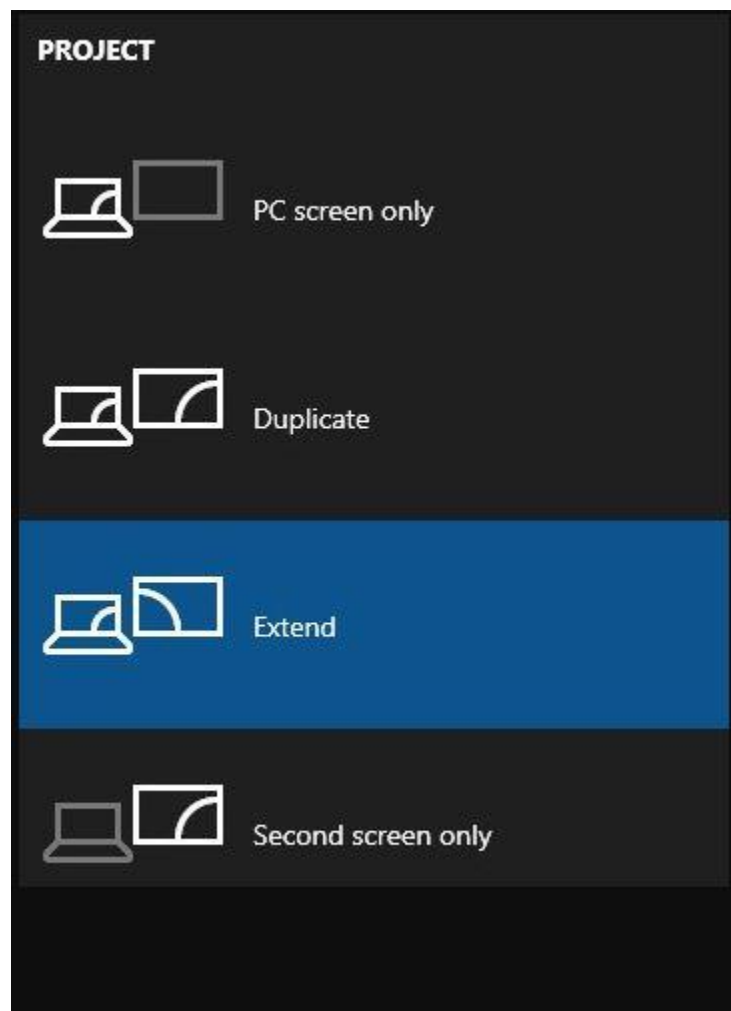 PROJECT
PC screen only
Duplicate
Extend
Second screen only